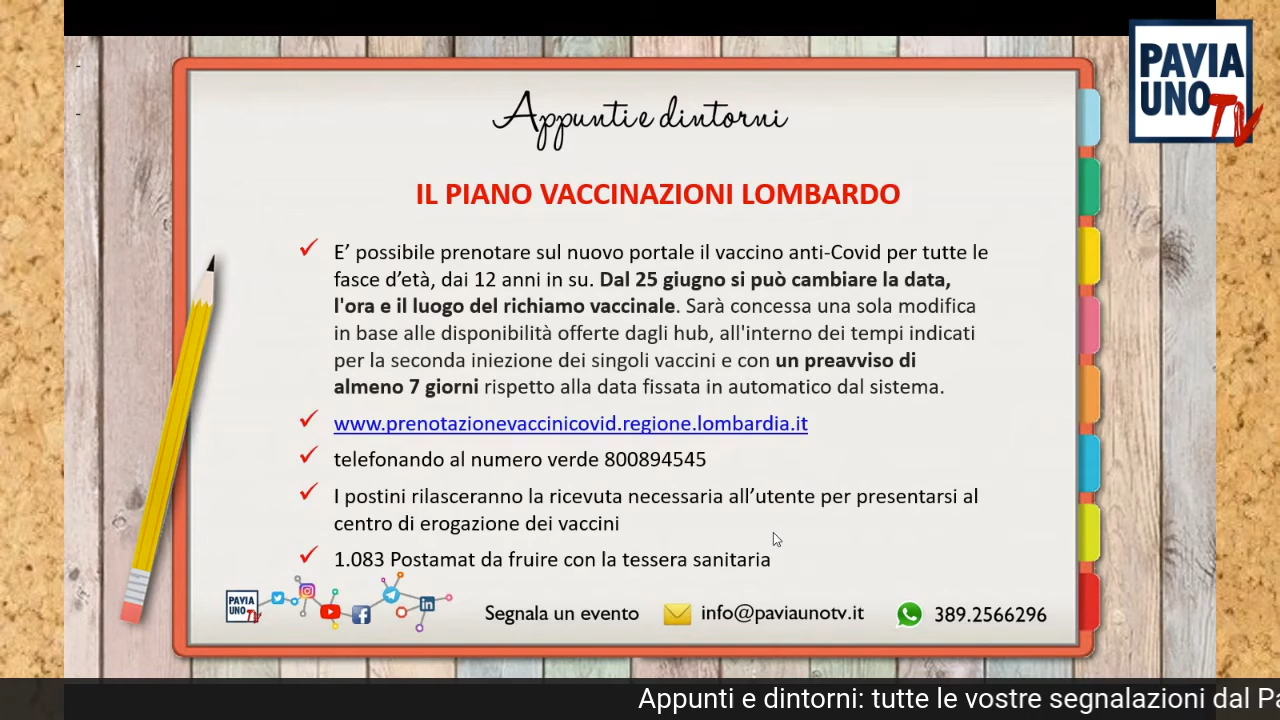 PAVIA
UNO TV
Appunti e dintorni
IL PIANO VACCINAZIONI LOMBARDO
E’ possibile prenotare sul nuovo portale il vaccino anti-Covid per tutte le
fasce d’età, dai 12 anni in su. Dal 25 giugno si può cambiare la data,
l'ora e il luogo del richiamo vaccinale. Sarà concessa una sola modifica
in base alle disponibilità offerte dagli hub, all'interno dei tempi indicati
per la seconda iniezione dei singoli vaccini e con un preavviso di
almeno 7 giorni rispetto alla data fissata in automatico dal sistema.
www.prenotazionevaccinicovid.regione.lombardia.it
telefonando al numero verde 800894545
I postini rilasceranno la ricevuta necessaria all’utente per presentarsi al
centro di erogazione dei vaccini
1.083 Postamat da fruire con la tessera sanitaria
PAVIA
UNO TV
Segnala un evento info@paviaunotv.it 389.2566296
Appunti e dintorni: tutte le vostre segnalazioni dal Pa